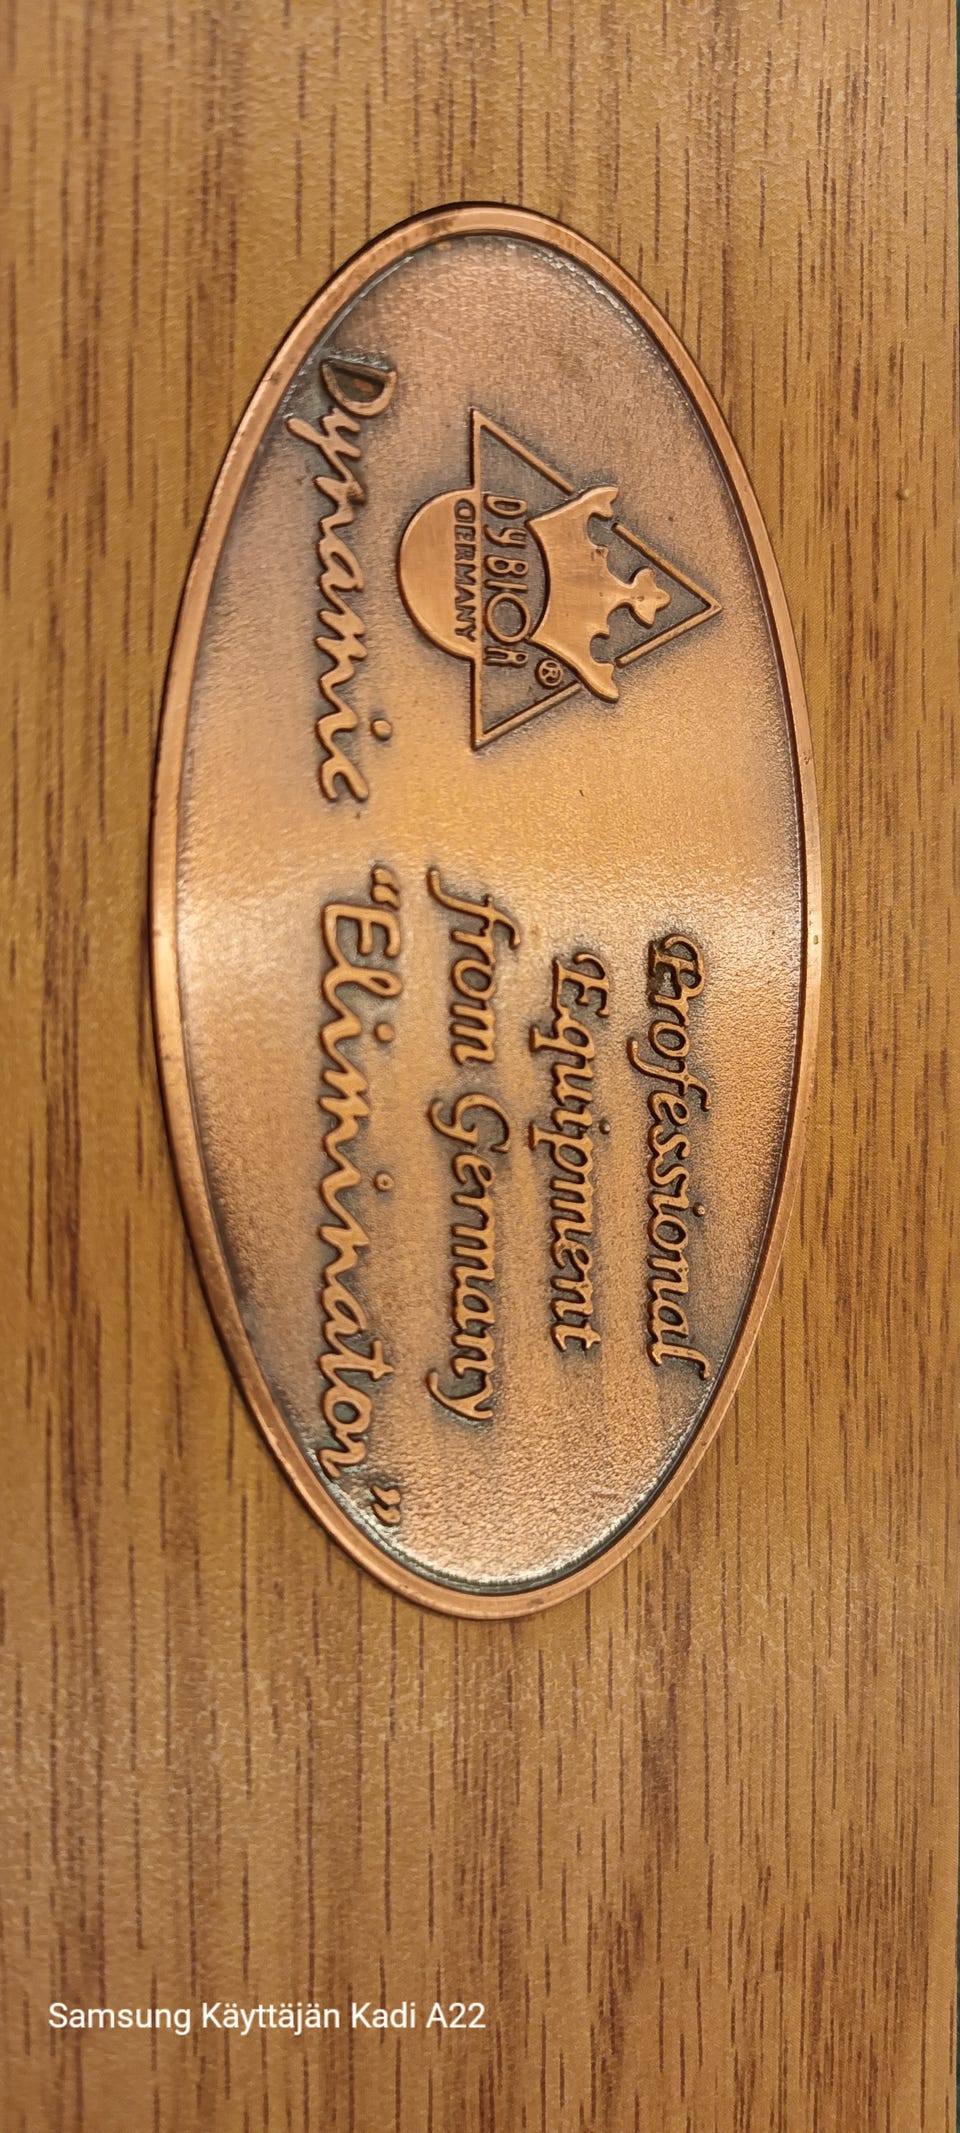 DyBIOR®
GERMANY
Professional
Equipment
from Germany
Dynamic "Eliminator"
Samsung Käyttäjän Kadi A22